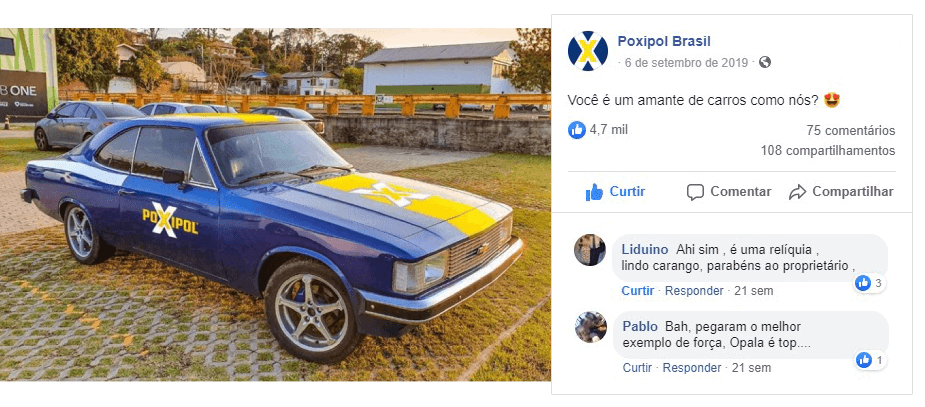 B ONE
POXIPOL
Poxipol Brasil
· 6 de setembro de 2019 ·
Você é um amante de carros como nós? 🤩
4,7 mil
75 comentários
108 compartilhamentos
Curtir
Comentar
Compartilhar
Liduino Ahi sim , é uma relíquia ,
lindo carango, parabéns ao proprietário ,
3
Curtir · Responder · 21 sem
Pablo Bah, pegaram o melhor
exemplo de força, Opala é top....
1
Curtir · Responder · 21 sem